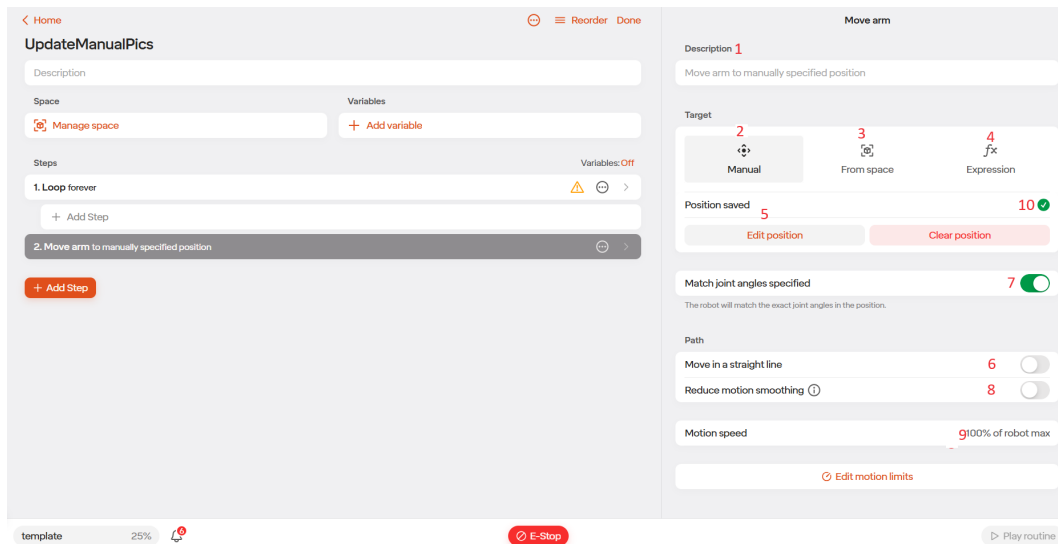 Home
Reorder Done
UpdateManualPics
Description
Space
Variables
Manage space
+ Add variable
Steps
Variables: Off
1. Loop forever
+ Add Step
2. Move arm to manually specified position
+ Add Step
Move arm
Description 1
Move arm to manually specified position
Target
2 3 4
fx
Manual From space Expression
Position saved 10
5
Edit position Clear position
Match joint angles specified 7
The robot will match the exact joint angles in the position.
Path
Move in a straight line 6
Reduce motion smoothing 8
Motion speed 9 100% of robot max
Edit motion limits
template 25% 6
E-Stop
Play routine